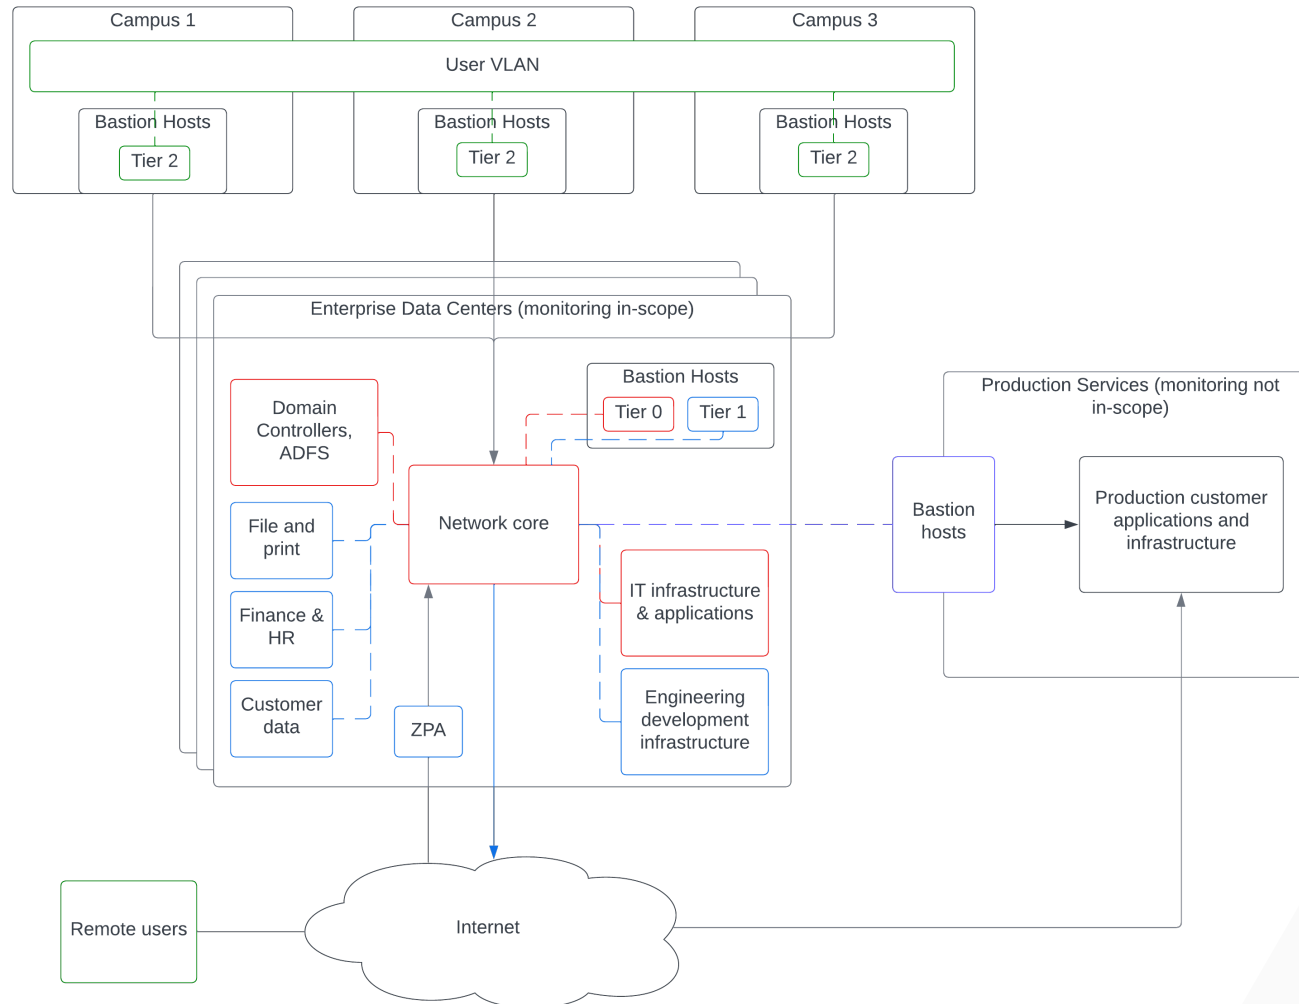 Campus 1
Campus 2
Campus 3
User VLAN
Bastion Hosts
Bastion Hosts
Bastion Hosts
Tier 2
Tier 2
Tier 2
Enterprise Data Centers (monitoring in-scope)
Bastion Hosts
Tier 0
Tier 1
Domain
Controllers,
ADFS
Production Services (monitoring not
in-scope)
File and
print
Network core
Bastion
hosts
Production customer
applications and
infrastructure
Finance &
HR
IT infrastructure
& applications
Customer
data
ZPA
Engineering
development
infrastructure
Remote users
Internet